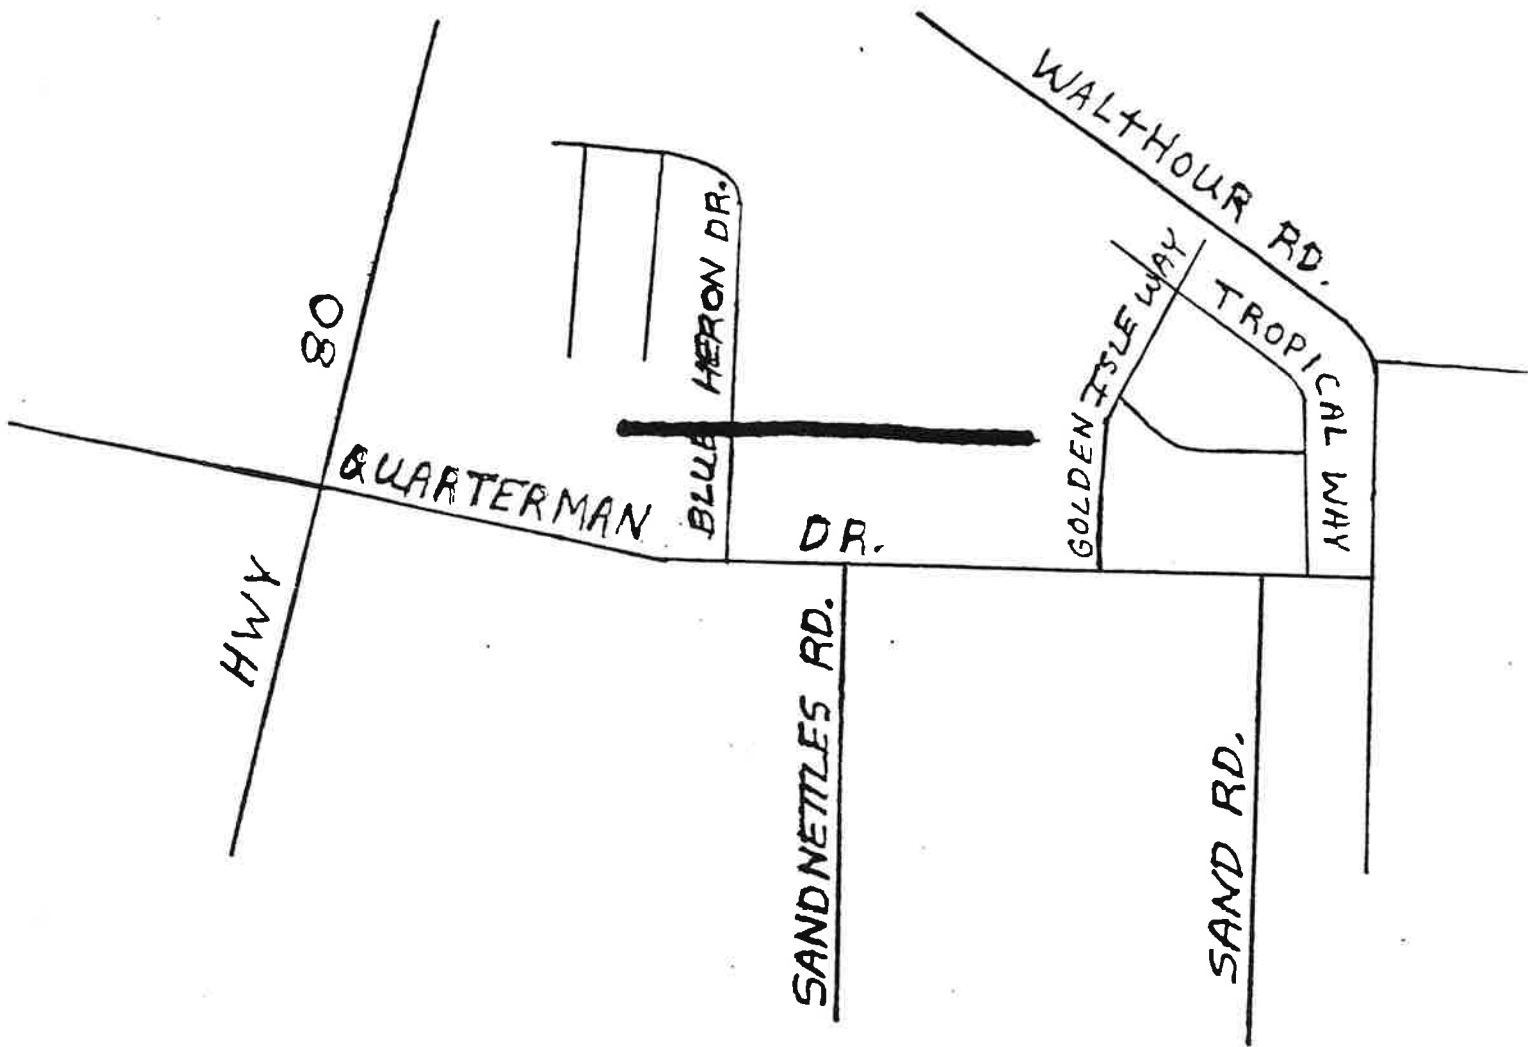 WALTHOUR RD.
HWY 80
BLUE HERON DR.
GOLDEN ISLE WAY
TROPICAL WAY
QUARTERMAN DR.
SANDNETTLES RD.
SAND RD.